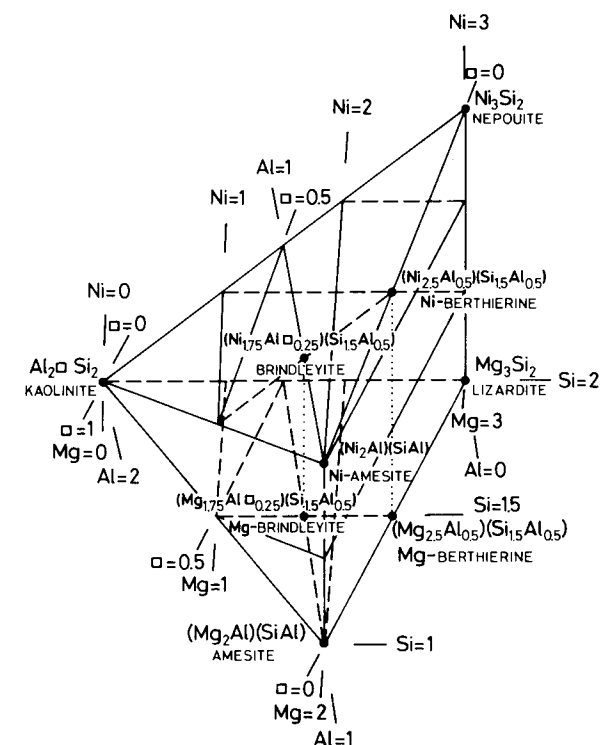 Ni=3
□=0
Ni₃Si₂
NEPOUITE
Ni=2
Al=1
□=0.5
Ni=1
(Ni₂.₅Al₀.₅)(Si₁.₅Al₀.₅)
Ni-BERTHIERINE
Ni=0
□=0
(Ni₁.₇₅Al□₀.₂₅)(Si₁.₅Al₀.₅)
BRINDLEYITE
Al₂□ Si₂
KAOLINITE
Mg₃Si₂
LIZARDITE
Si=2
□=1
Mg=0
Al=2
Mg=3
Al=0
(Ni₂Al)(SiAl)
Ni-AMESITE
(Mg₁.₇₅Al□₀.₂₅)(Si₁.₅Al₀.₅)
Mg-BRINDLEYITE
Si=1.5
(Mg₂.₅Al₀.₅)(Si₁.₅Al₀.₅)
Mg-BERTHIERINE
□=0.5
Mg=1
(Mg₂Al)(SiAl)
AMESITE
Si=1
□=0
Mg=2
Al=1